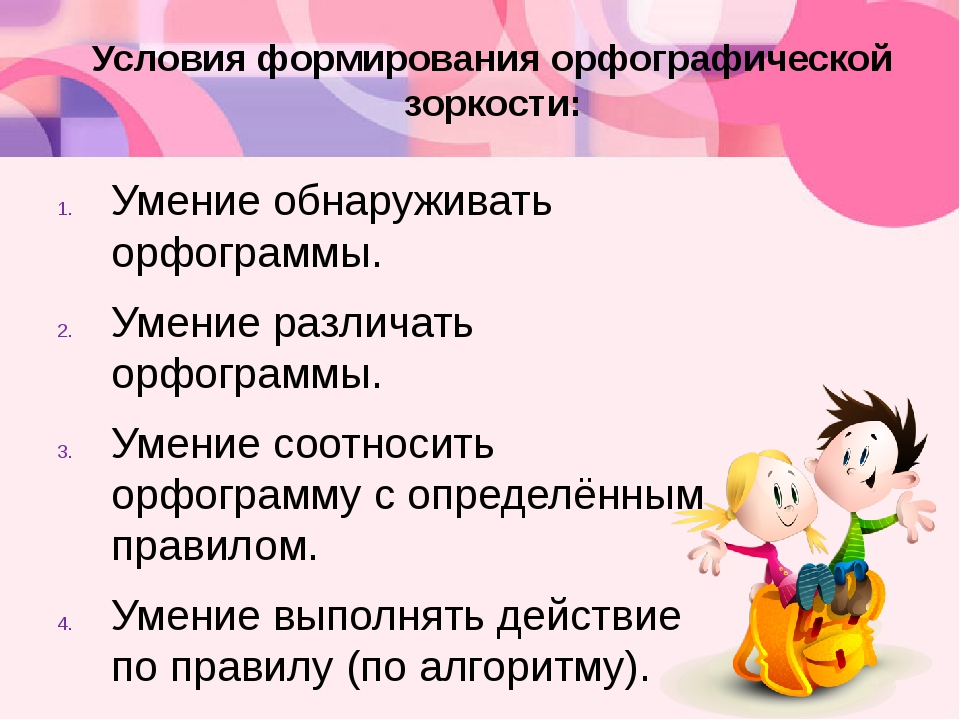 Условия формирования орфографической
зоркости:
1. Умение обнаруживать
орфограммы.
2. Умение различать
орфограммы.
3. Умение соотносить
орфограмму с определённым
правилом.
4. Умение выполнять действие
по правилу (по алгоритму).